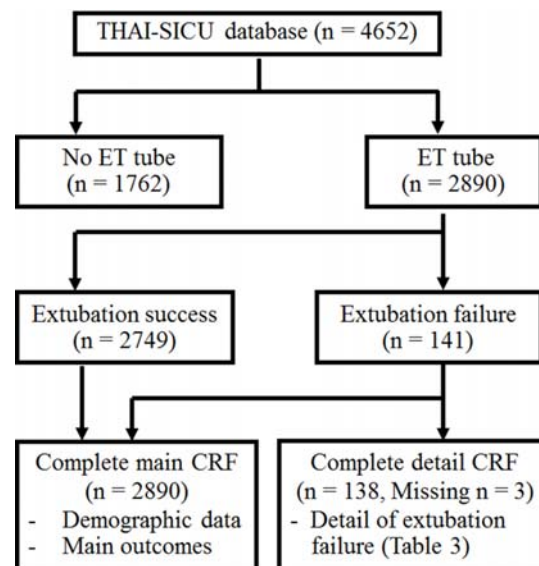 THAI-SICU database (n = 4652)
No ET tube
(n = 1762)
ET tube
(n = 2890)
Extubation success
(n = 2749)
Extubation failure
(n = 141)
Complete main CRF
(n = 2890)
- Demographic data
- Main outcomes
Complete detail CRF
(n = 138, Missing n = 3)
- Detail of extubation
failure (Table 3)